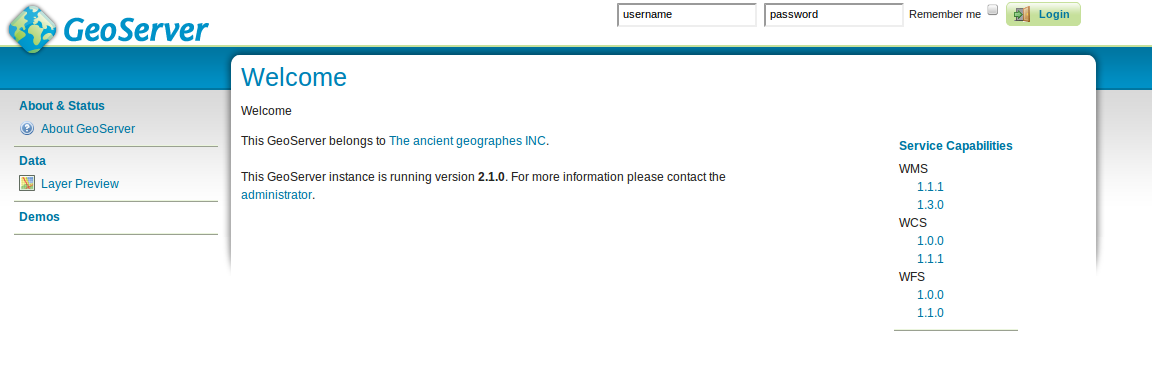 GeoServer
username
password
Remember me
Login
About & Status
About GeoServer
Data
Layer Preview
Demos
Welcome
Welcome
This GeoServer belongs to The ancient geographes INC.
This GeoServer instance is running version 2.1.0. For more information please contact the
administrator.
Service Capabilities
WMS
1.1.1
1.3.0
WCS
1.0.0
1.1.1
WFS
1.0.0
1.1.0